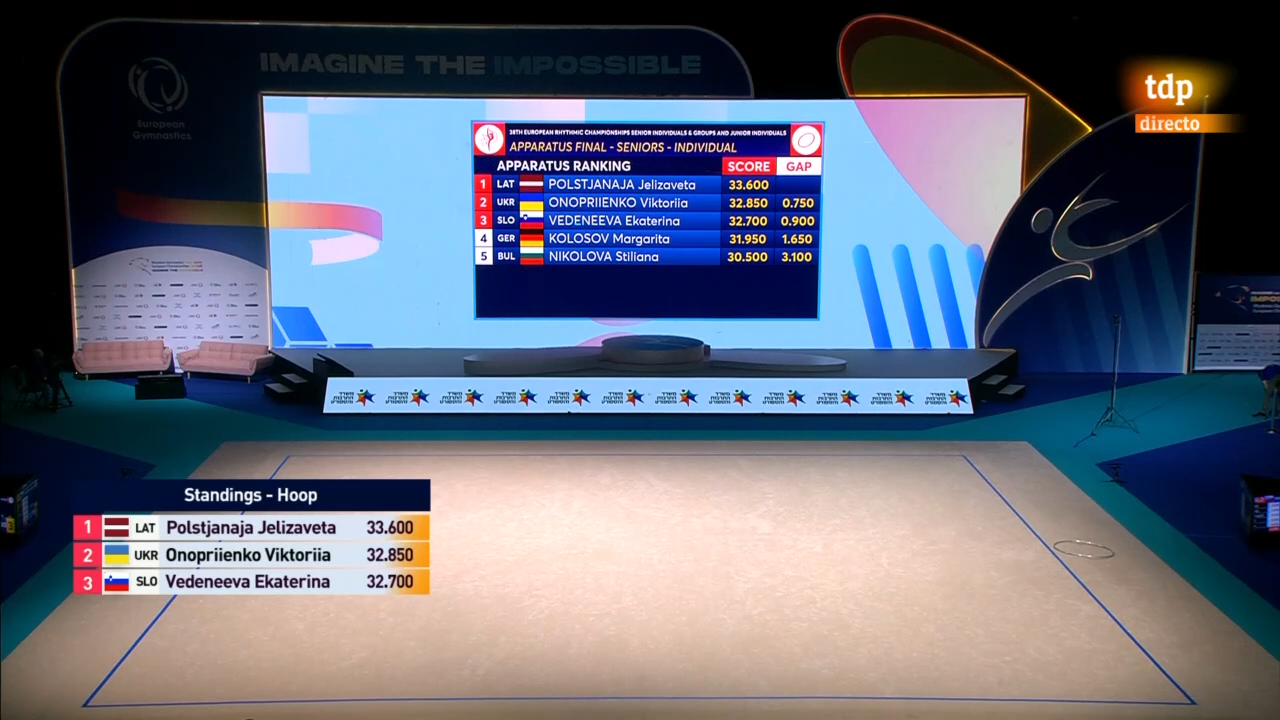 IMAGINE THE IMPOSSIBLE
tdp
directo
European
Gymnastics
38TH EUROPEAN RHYTHMIC CHAMPIONSHIPS SENIOR INDIVIDUALS & GROUPS AND JUNIOR INDIVIDUALS
APPARATUS FINAL - SENIORS - INDIVIDUAL
APPARATUS RANKING SCORE GAP
1 LAT POLSTJANAJA Jelizaveta 33.600
2 UKR ONOPRIIENKO Viktoriia 32.850 0.750
3 SLO VEDENEEVA Ekaterina 32.700 0.900
4 GER KOLOSOV Margarita 31.950 1.650
5 BUL NIKOLOVA Stiliana 30.500 3.100
Standings - Hoop
1 LAT Polstjanaja Jelizaveta 33.600
2 UKR Onopriienko Viktoriia 32.850
3 SLO Vedeneeva Ekaterina 32.700